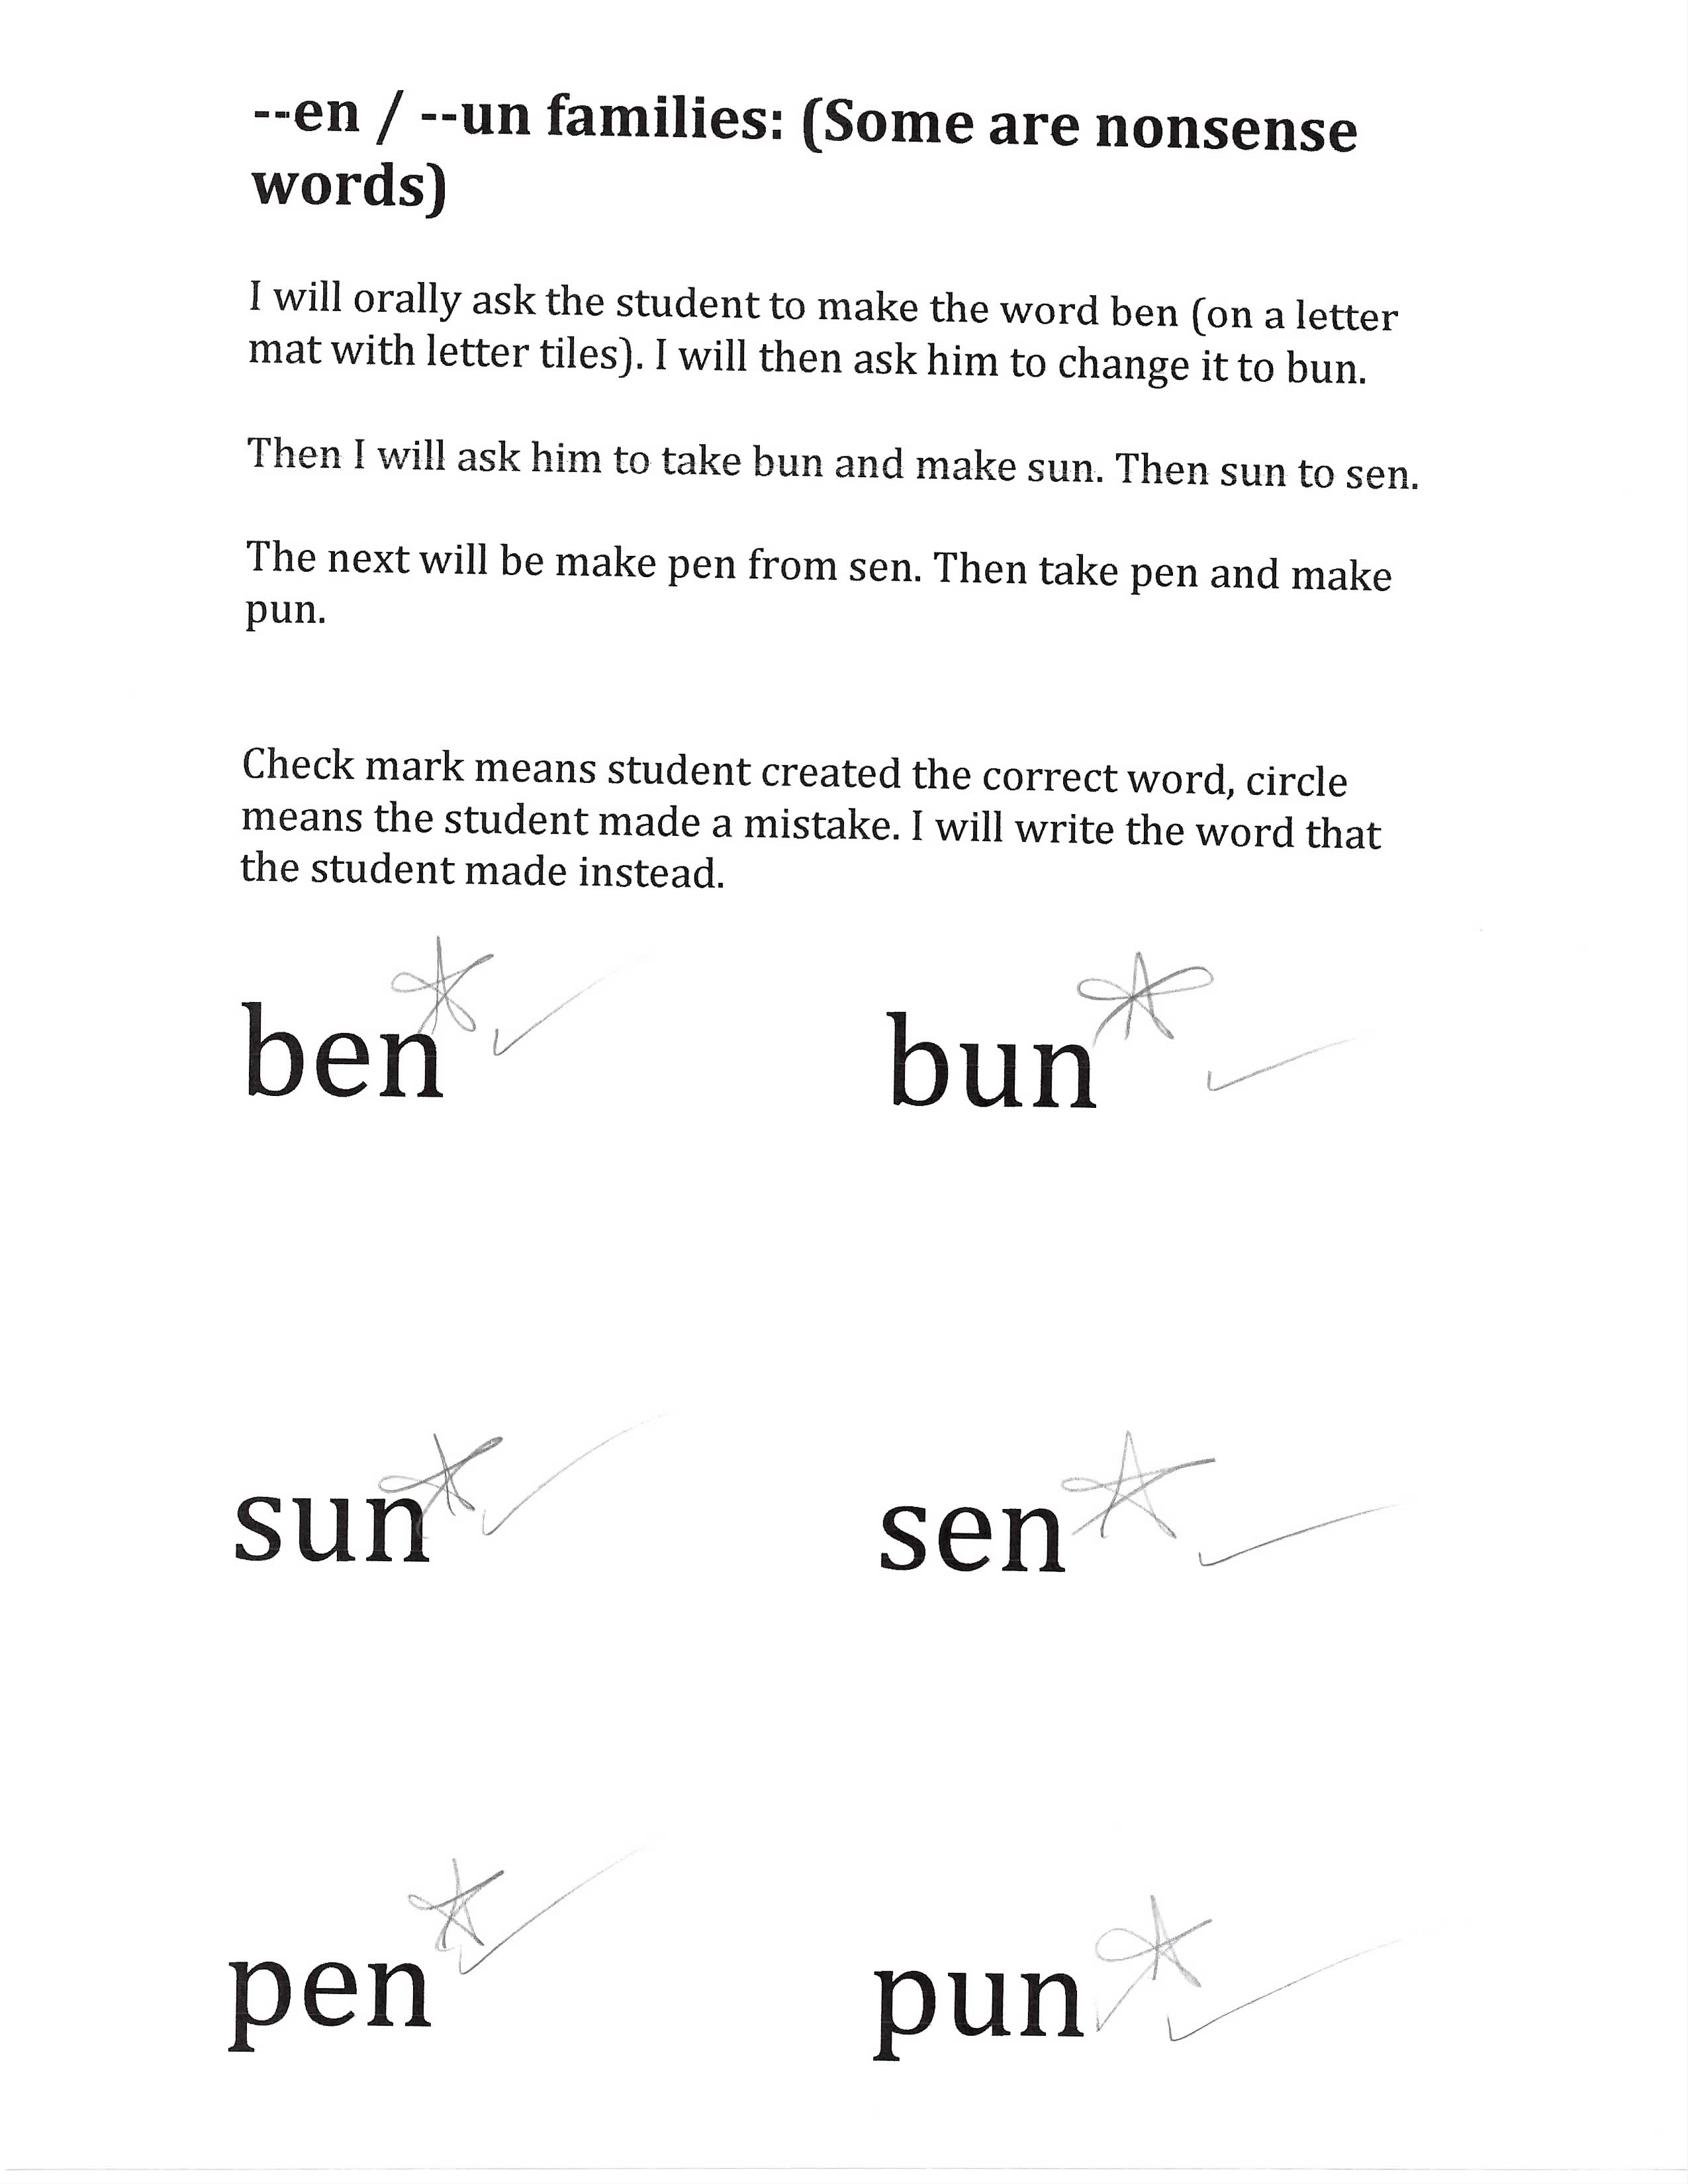 --en / --un families: (Some are nonsense
words)
I will orally ask the student to make the word ben (on a letter
mat with letter tiles). I will then ask him to change it to bun.
Then I will ask him to take bun and make sun. Then sun to sen.
The next will be make pen from sen. Then take pen and make
pun.
Check mark means student created the correct word, circle
means the student made a mistake. I will write the word that
the student made instead.
ben bun
sun sen
pen pun